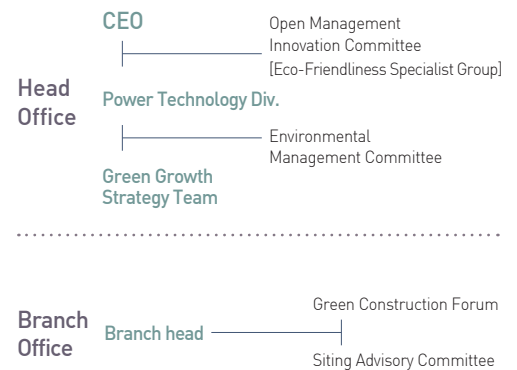 Head
Office
CEO
Open Management
Innovation Committee
[Eco-Friendliness Specialist Group]
Power Technology Div.
Environmental
Management Committee
Green Growth
Strategy Team
Branch
Office
Branch head
Green Construction Forum
Siting Advisory Committee